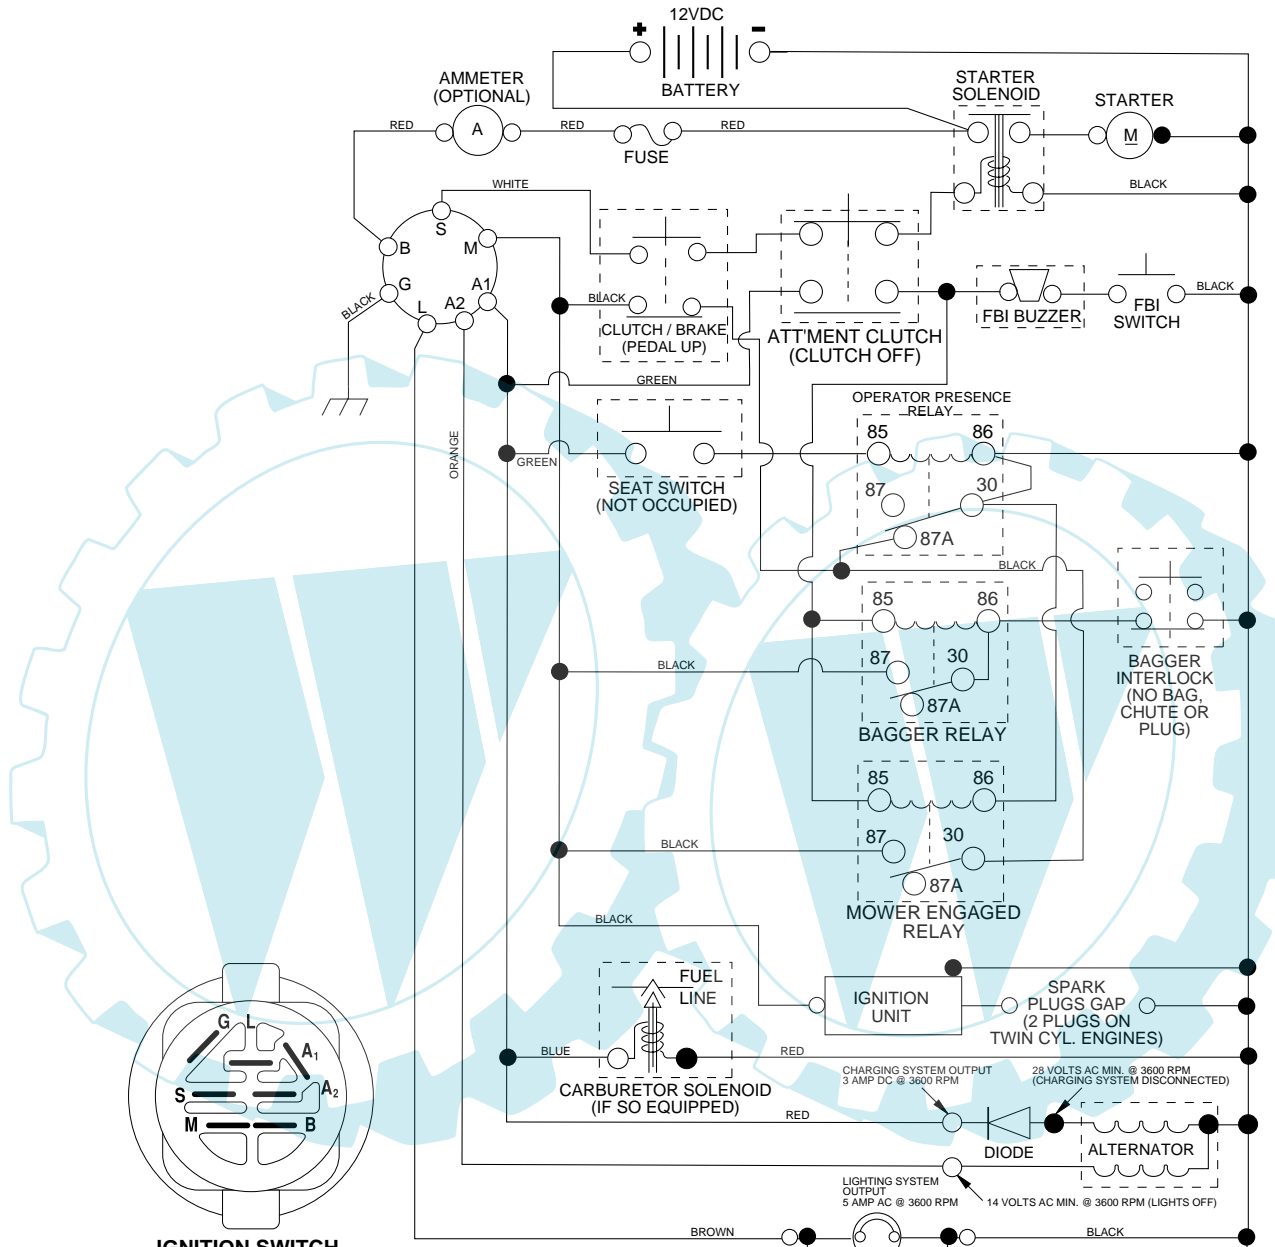 12VDC
+
-
BATTERY
AMMETER
(OPTIONAL)
STARTER
SOLENOID
STARTER
RED
A
RED
FUSE
RED
M
WHITE
BLACK
S
B
M
G
A1
L
A2
BLACK
BLACK
CLUTCH / BRAKE
(PEDAL UP)
ATT'MENT CLUTCH
(CLUTCH OFF)
FBI BUZZER
FBI
SWITCH
BLACK
GREEN
OPERATOR PRESENCE
RELAY
ORANGE
GREEN
SEAT SWITCH
(NOT OCCUPIED)
85
86
87
30
87A
BLACK
85
86
87
30
87A
BLACK
BAGGER RELAY
BAGGER
INTERLOCK
(NO BAG,
CHUTE OR
PLUG)
85
86
87
30
87A
BLACK
MOWER ENGAGED
RELAY
BLACK
FUEL
LINE
IGNITION
UNIT
SPARK
PLUGS GAP
(2 PLUGS ON
TWIN CYL. ENGINES)
BLUE
RED
CARBURETOR SOLENOID
(IF SO EQUIPPED)
CHARGING SYSTEM OUTPUT
3 AMP DC @ 3600 RPM
28 VOLTS AC MIN. @ 3600 RPM
(CHARGING SYSTEM DISCONNECTED)
RED
DIODE
ALTERNATOR
LIGHTING SYSTEM
OUTPUT
5 AMP AC @ 3600 RPM
14 VOLTS AC MIN. @ 3600 RPM (LIGHTS OFF)
BROWN
BLACK
G
L
A1
S
A2
M
B
IGNITION SWITCH